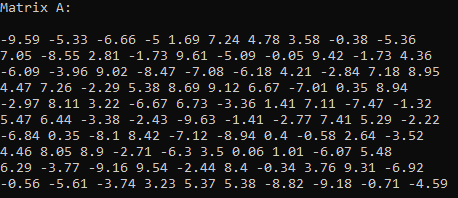 Matrix A:
-9.59 -5.33 -6.66 -5 1.69 7.24 4.78 3.58 -0.38 -5.36
7.05 -8.55 2.81 -1.73 9.61 -5.09 -0.05 9.42 -1.73 4.36
-6.09 -3.96 9.02 -8.47 -7.08 -6.18 4.21 -2.84 7.18 8.95
4.47 7.26 -2.29 5.38 8.69 9.12 6.67 -7.01 0.35 8.94
-2.97 8.11 3.22 -6.67 6.73 -3.36 1.41 7.11 -7.47 -1.32
5.47 6.44 -3.38 -2.43 -9.63 -1.41 -2.77 7.41 5.29 -2.22
-6.84 0.35 -8.1 8.42 -7.12 -8.94 0.4 -0.58 2.64 -3.52
4.46 8.05 8.9 -2.71 -6.3 3.5 0.06 1.01 -6.07 5.48
6.29 -3.77 -9.16 9.54 -2.44 8.4 -0.34 3.76 9.31 -6.92
-0.56 -5.61 -3.74 3.23 5.37 5.38 -8.82 -9.18 -0.71 -4.59